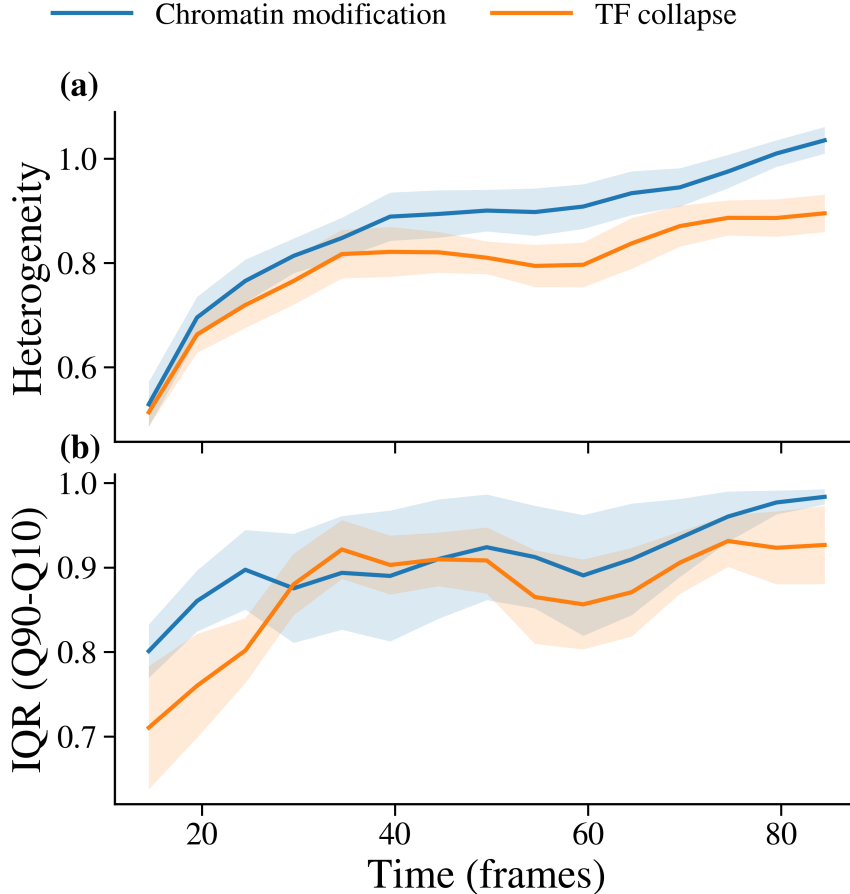 Chromatin modification TF collapse
(a)
Heterogeneity
1.0
0.8
0.6
(b)
IQR (Q90-Q10)
1.0
0.9
0.8
0.7
20 40 60 80
Time (frames)